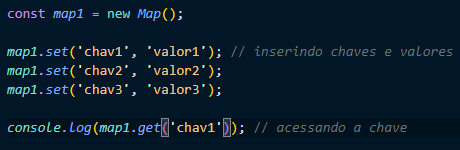 const map1 = new Map();
map1.set('chav1', 'valor1'); // inserindo chaves e valores
map1.set('chav2', 'valor2');
map1.set('chav3', 'valor3');
console.log(map1.get('chav1')); // acessando a chave